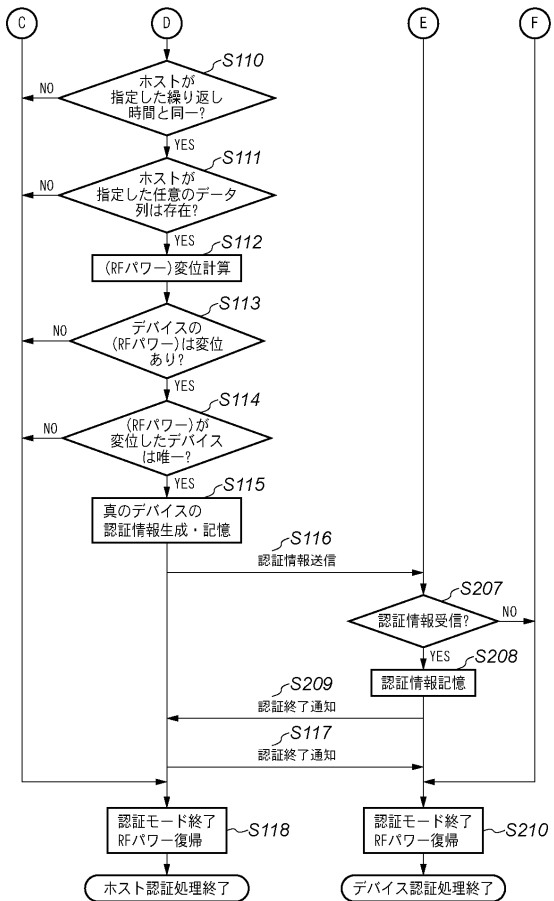 C
D
E
F
S110
ホストが
指定した繰り返し
時間と同一?
NO
YES
S111
ホストが
指定した任意のデータ
列は存在?
NO
YES
S112
(RFパワー)変位計算
S113
デバイスの
(RFパワー)は変位
あり?
NO
YES
S114
(RFパワー)が
変位したデバイス
は唯一?
NO
YES
S115
真のデバイスの
認証情報生成・記憶
S116
認証情報送信
S207
認証情報受信?
NO
YES
S208
認証情報記憶
S209
認証終了通知
S117
認証終了通知
認証モード終了
RFパワー復帰
S118
認証モード終了
RFパワー復帰
S210
ホスト認証処理終了
デバイス認証処理終了